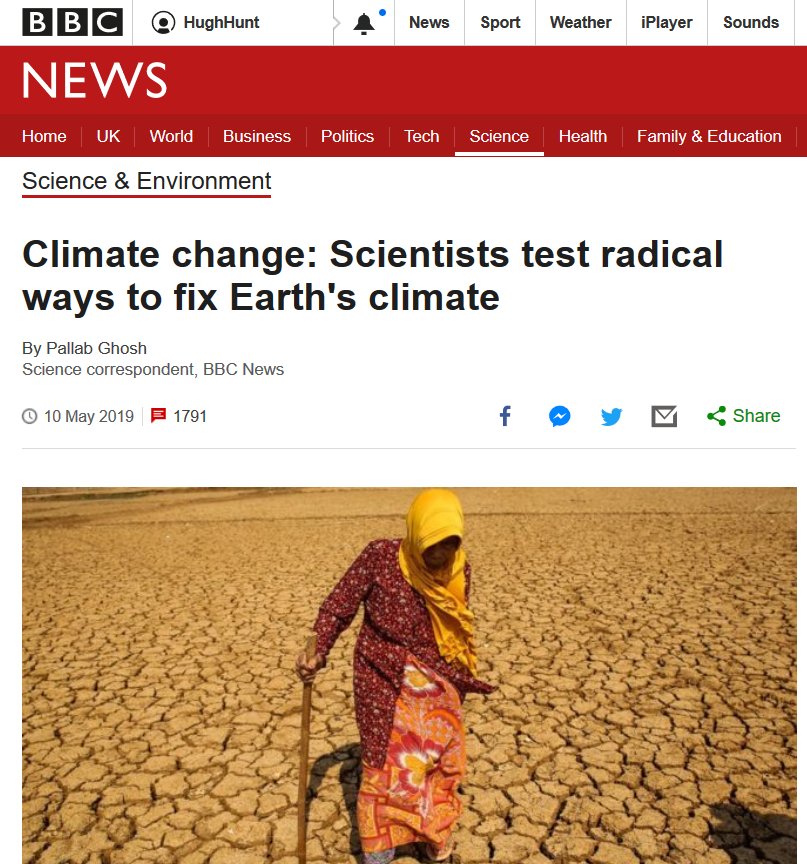 BBC HughHunt News Sport Weather iPlayer Sounds
NEWS
Home UK World Business Politics Tech Science Health Family & Education
Science & Environment
Climate change: Scientists test radical
ways to fix Earth's climate
By Pallab Ghosh
Science correspondent, BBC News
10 May 2019 1791 Share